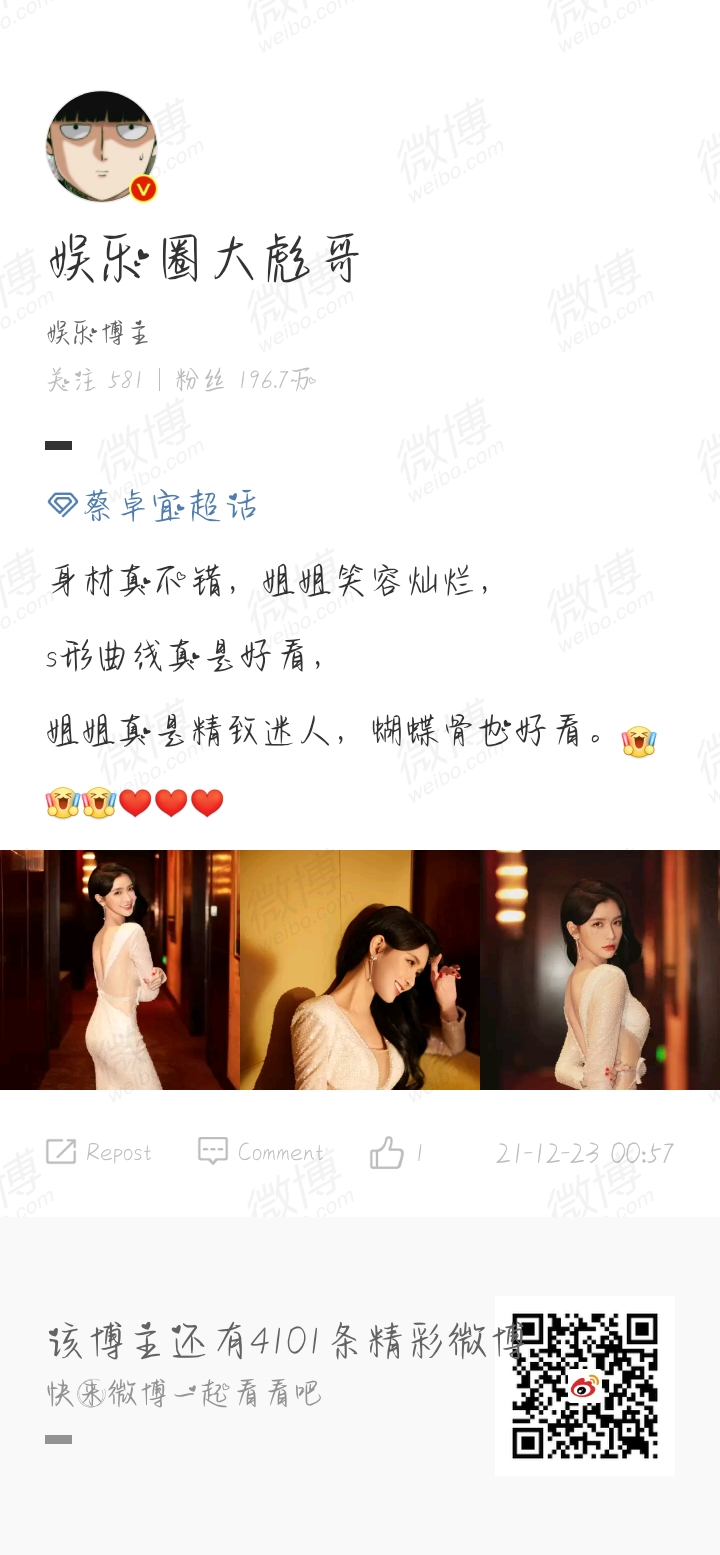 娱乐圈大彪哥
娱乐博主
关注 581 | 粉丝 196.7万
蔡卓宜超话
身材真不错，姐姐笑容灿烂，
s形曲线真是好看，
姐姐真是精致迷人，蝴蝶骨也好看。
Repost Comment 1 21-12-23 00:57
该博主还有4101条精彩微博
快来微博一起看看吧
微博
weibo.com